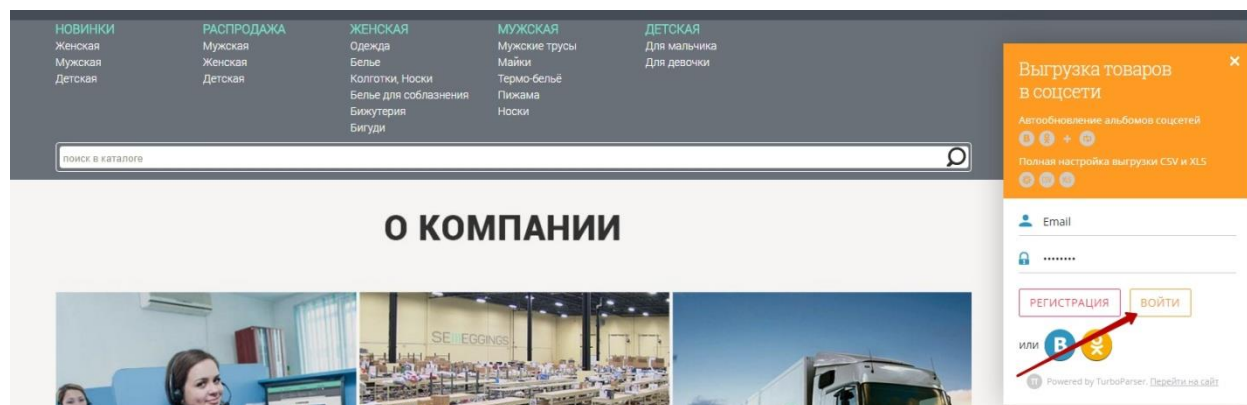 НОВИНКИ
Женская
Мужская
Детская
РАСПРОДАЖА
Мужская
Женская
Детская
ЖЕНСКАЯ
Одежда
Белье
Колготки, Носки
Белье для соблазнения
Бижутерия
Бигуди
МУЖСКАЯ
Мужские трусы
Майки
Термо-бельё
Пижама
Носки
ДЕТСКАЯ
Для мальчика
Для девочки
поиск в каталоге
О КОМПАНИИ
Выгрузка товаров
в соцсети
Автообновление альбомов соцсетей
Полная настройка выгрузки CSV и XLS
Email
РЕГИСТРАЦИЯ
ВОЙТИ
или
Powered by TurboParser. Перейти на сайт